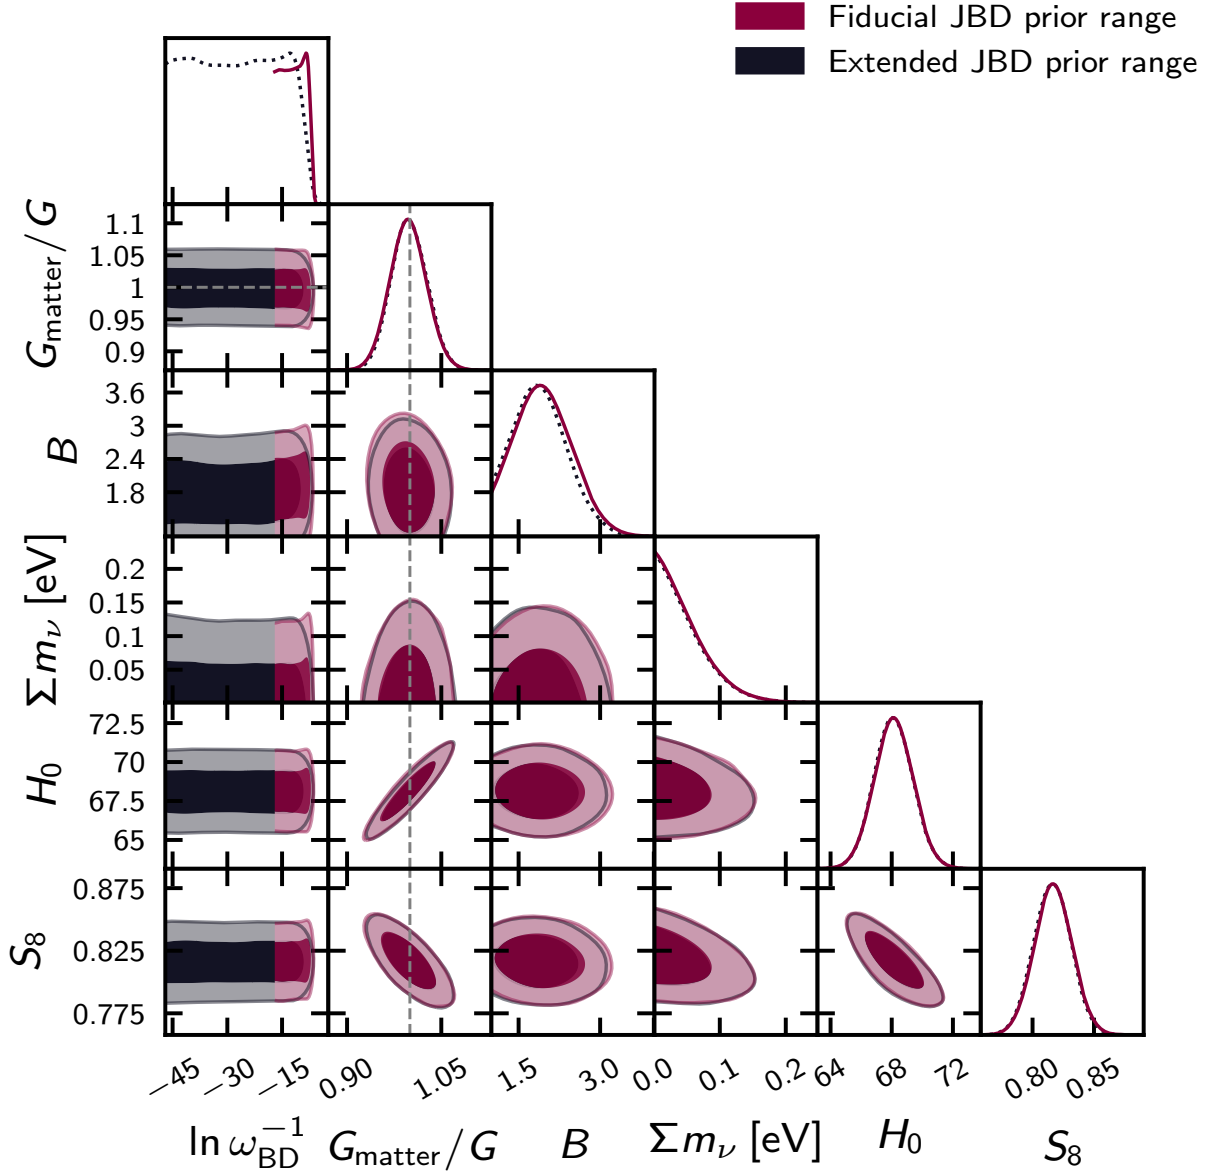 Fiducial JBD prior range
Extended JBD prior range
G_matter/G
1.1
1.05
1
0.95
0.9
B
3.6
3
2.4
1.8
Σm_ν [eV]
0.2
0.15
0.1
0.05
H_0
72.5
70
67.5
65
S_8
0.875
0.825
0.775
−45 −30 −15 0.90 1.05 1.5 3.0 0.0 0.1 0.2 64 68 72 0.80 0.85
ln ω_BD^−1 G_matter/G B Σm_ν [eV] H_0 S_8